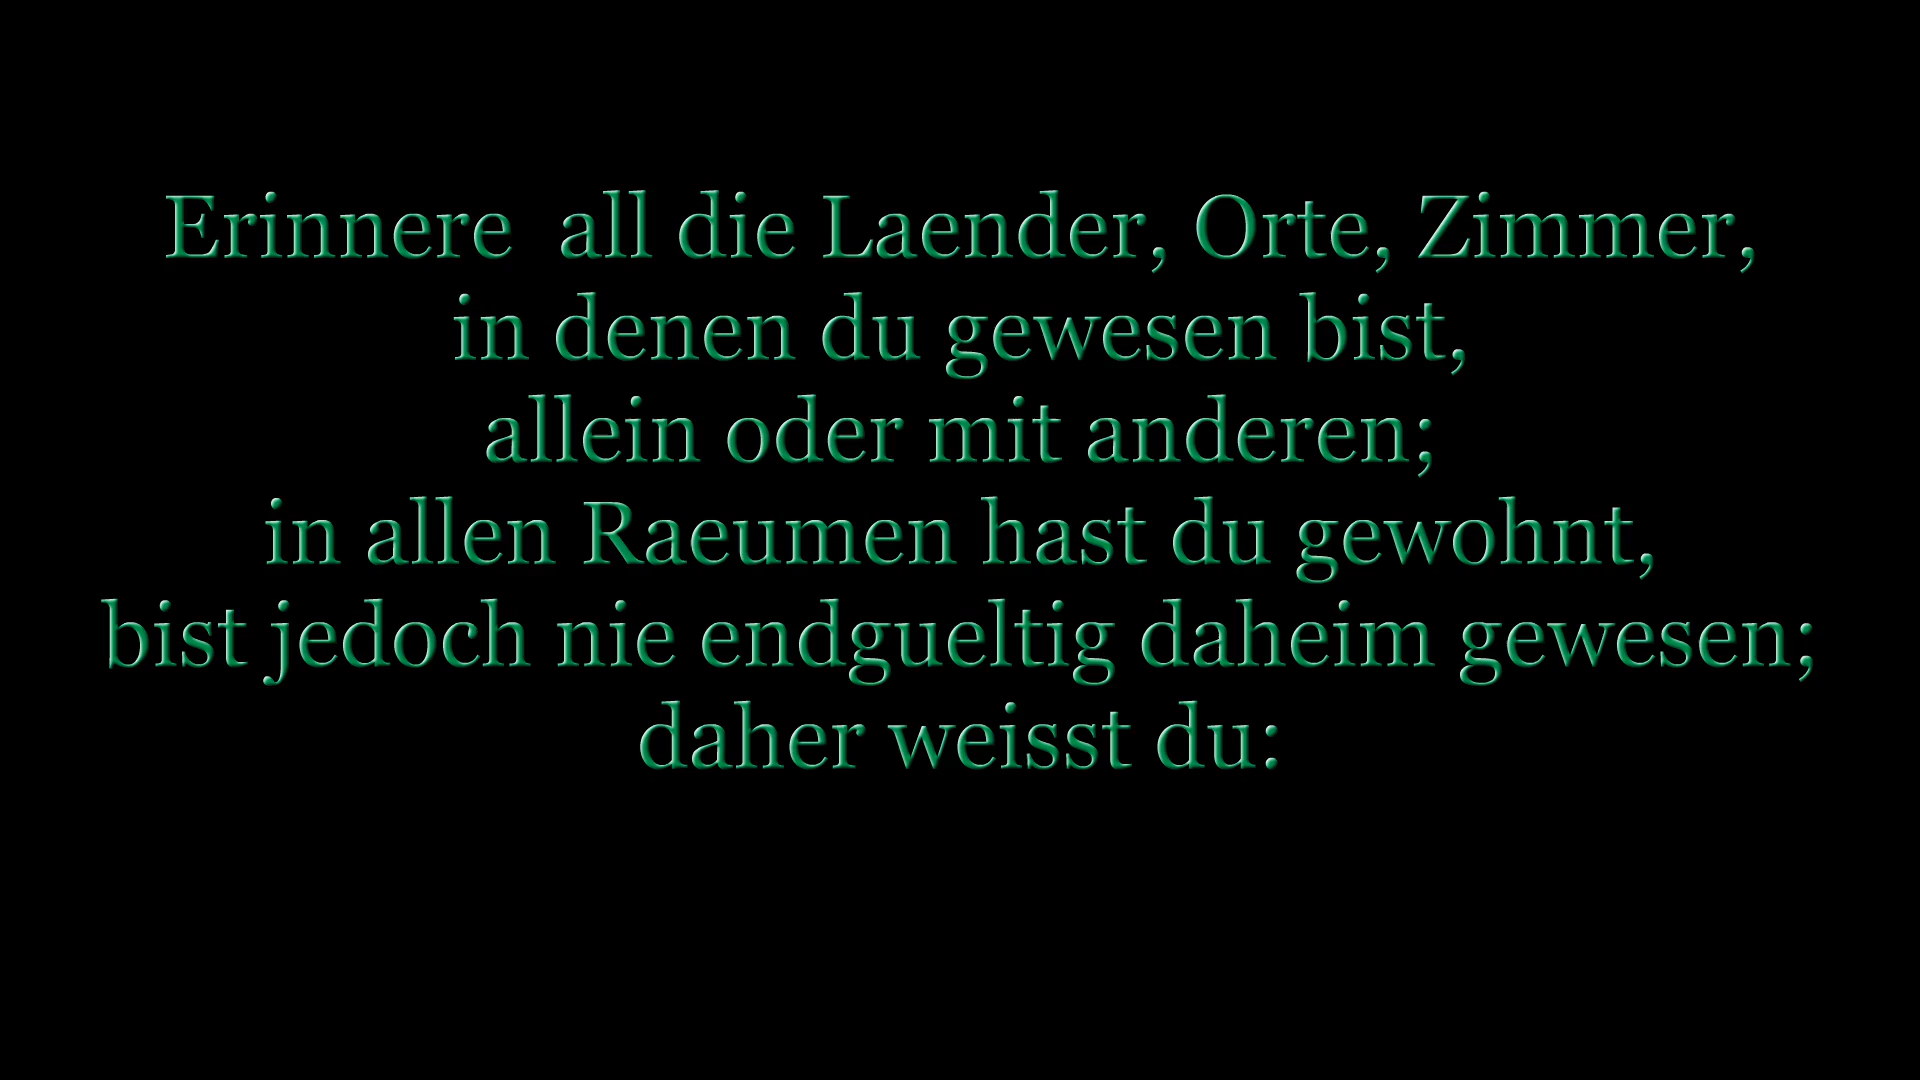 Erinnere  all die Laender, Orte, Zimmer,
in denen du gewesen bist,
allein oder mit anderen;
in allen Raeumen hast du gewohnt,
bist jedoch nie endgueltig daheim gewesen;
daher weisst du: